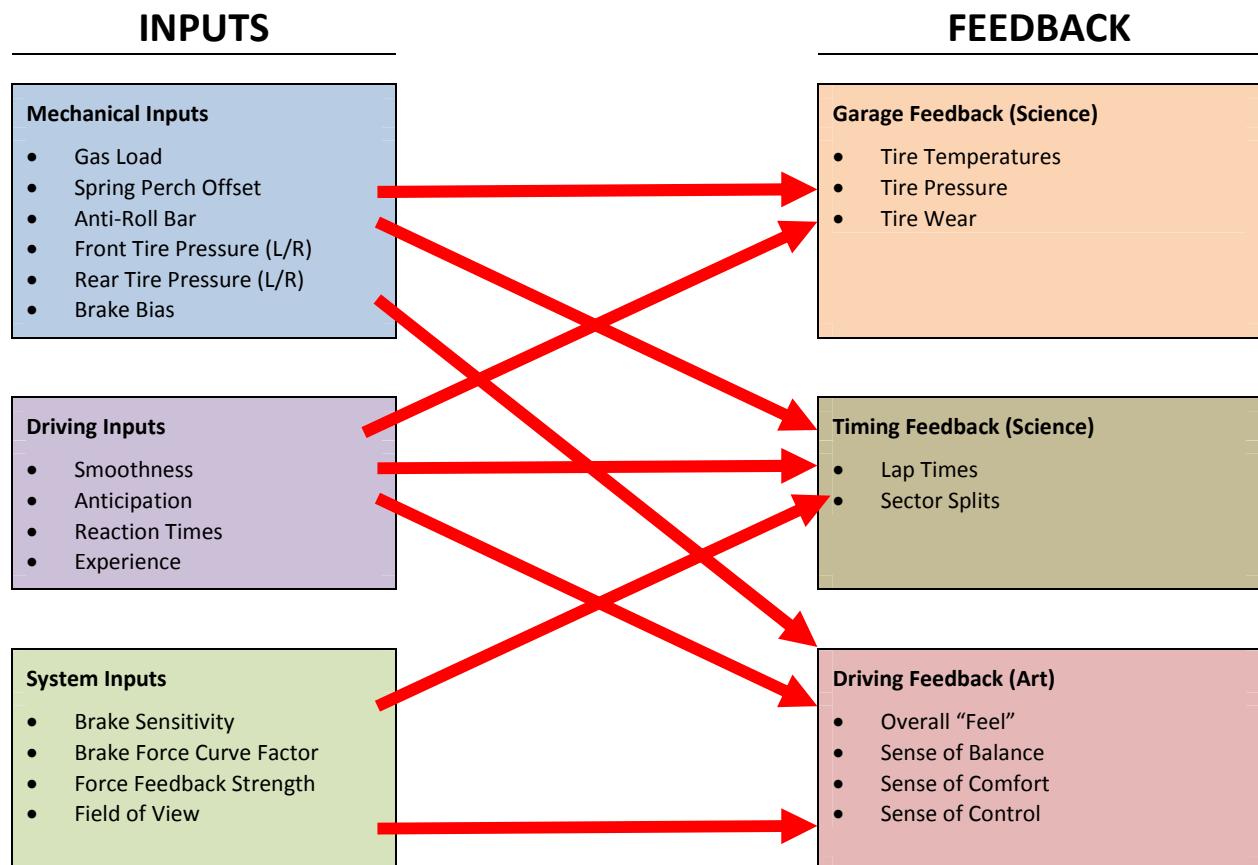 INPUTS
FEEDBACK
Mechanical Inputs
• Gas Load
• Spring Perch Offset
• Anti-Roll Bar
• Front Tire Pressure (L/R)
• Rear Tire Pressure (L/R)
• Brake Bias
Garage Feedback (Science)
• Tire Temperatures
• Tire Pressure
• Tire Wear
Driving Inputs
• Smoothness
• Anticipation
• Reaction Times
• Experience
Timing Feedback (Science)
• Lap Times
• Sector Splits
System Inputs
• Brake Sensitivity
• Brake Force Curve Factor
• Force Feedback Strength
• Field of View
Driving Feedback (Art)
• Overall “Feel”
• Sense of Balance
• Sense of Comfort
• Sense of Control